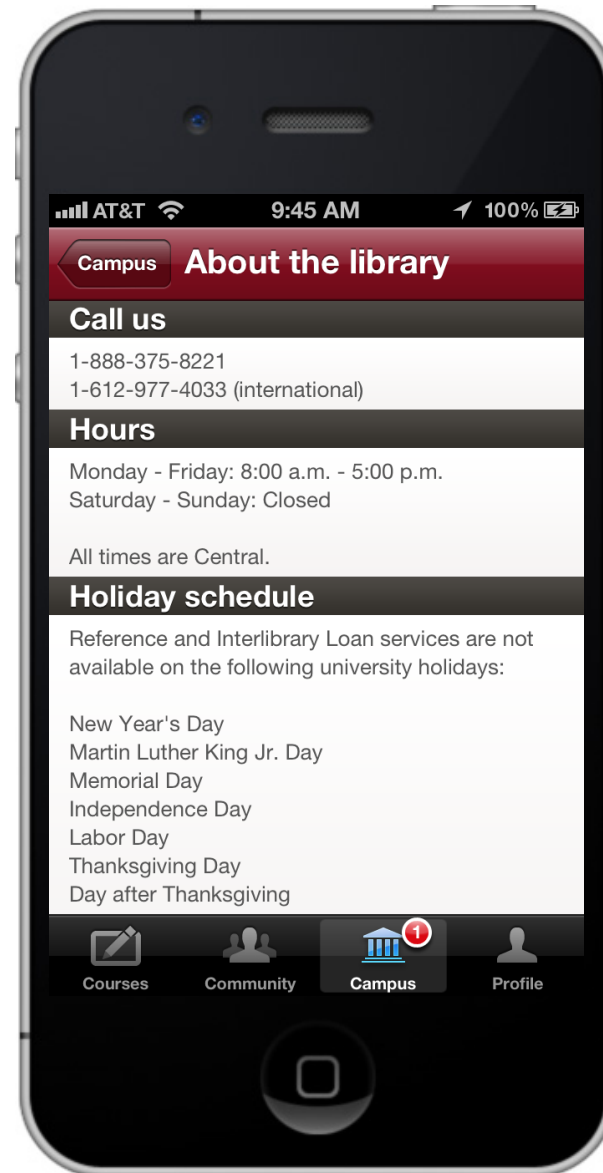 AT&T 9:45 AM 100%
Campus About the library
Call us
1-888-375-8221
1-612-977-4033 (international)
Hours
Monday - Friday: 8:00 a.m. - 5:00 p.m.
Saturday - Sunday: Closed
All times are Central.
Holiday schedule
Reference and Interlibrary Loan services are not
available on the following university holidays:
New Year's Day
Martin Luther King Jr. Day
Memorial Day
Independence Day
Labor Day
Thanksgiving Day
Day after Thanksgiving
1
Courses Community Campus Profile